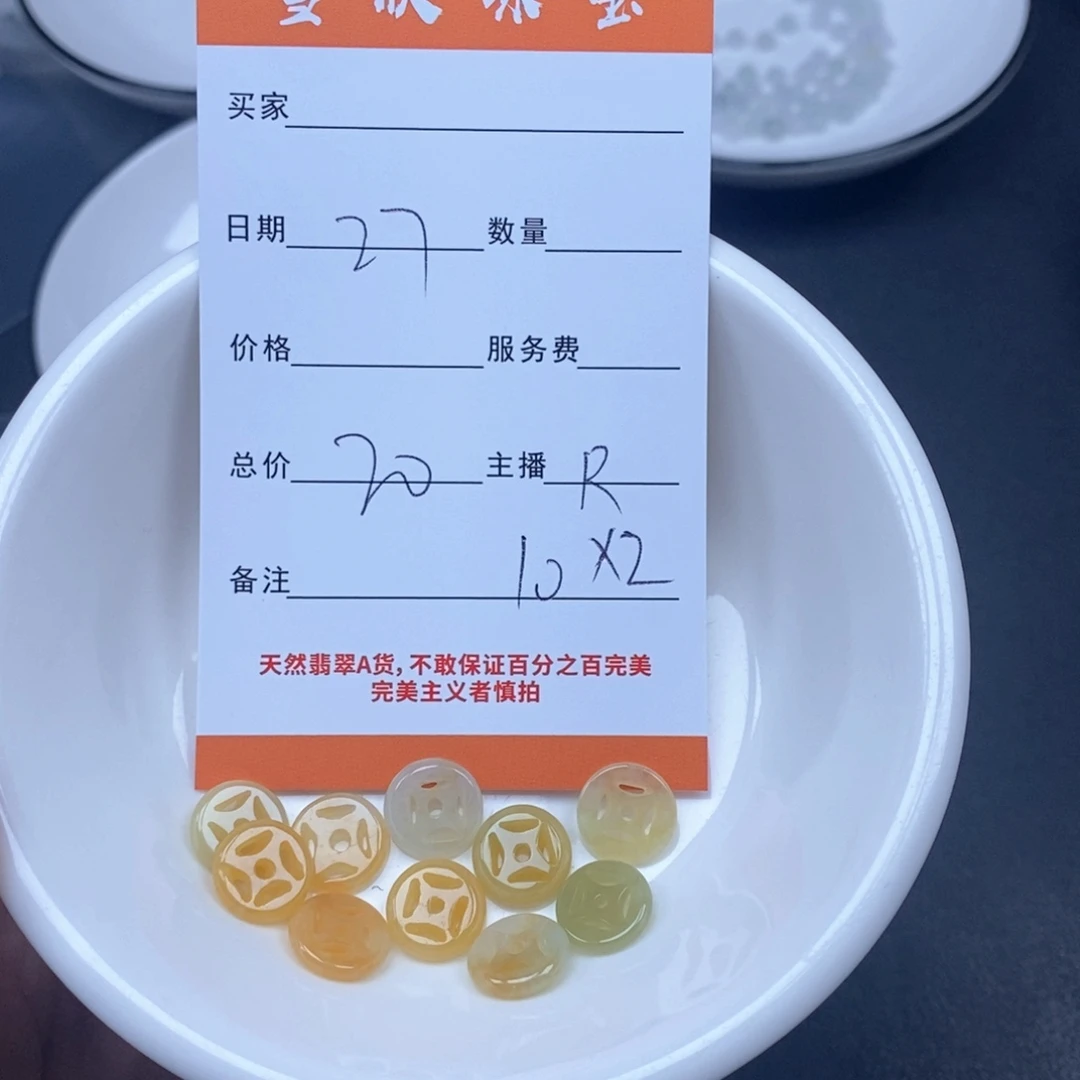 买家
日期 27 数量
价格 服务费
总价 20 主播 R
备注 10 X2
天然翡翠A货,不敢保证百分之百完美
完美主义者慎拍